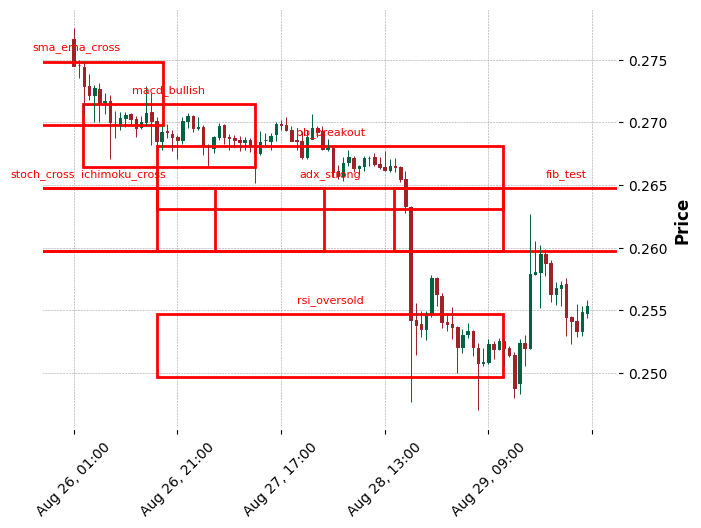 sma_ema_cross
macd_bullish
bb_breakout
stoch_cross ichimoku_cross adx_strong fib_test
rsi_oversold
0.275
0.270
0.265
0.260
0.255
0.250
Price
Aug 26, 01:00
Aug 26, 21:00
Aug 27, 17:00
Aug 28, 13:00
Aug 29, 09:00